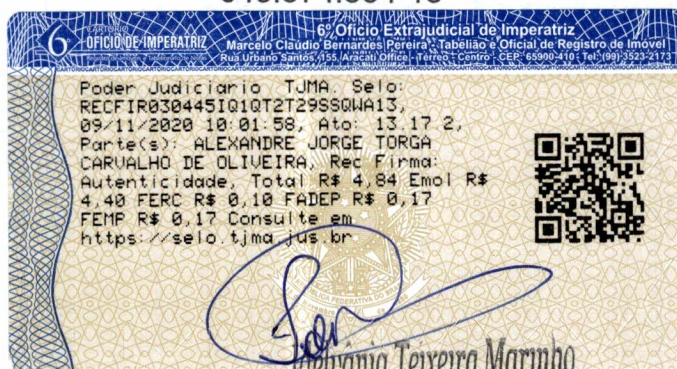 CARTÓRIO
6º OFÍCIO DE IMPERATRIZ
6º Ofício Extrajudicial de Imperatriz
Marcelo Claudio Bernardes Pereira - Tabelião e Oficial de Registro de Imóvel
Rua Urbano Santos, 155, Aracati Office - Térreo - Centro - CEP: 65900-410 - Tel: (99) 3523-2173
Poder Judiciário TJMA. Selo:
RECFIR030445IQ1QT2T29SSQWA13,
09/11/2020 10:01:58, Ato: 13.17.2,
Parte(s): ALEXANDRE JORGE TORGA
CARVALHO DE OLIVEIRA, Rec Firma:
Autenticidade, Total R$ 4,84 Emol R$
4,40 FERC R$ 0,10 FADEP R$ 0,17
FEMP R$ 0,17 Consulte em
https://selo.tjma.jus.br
Teixeira Marinho